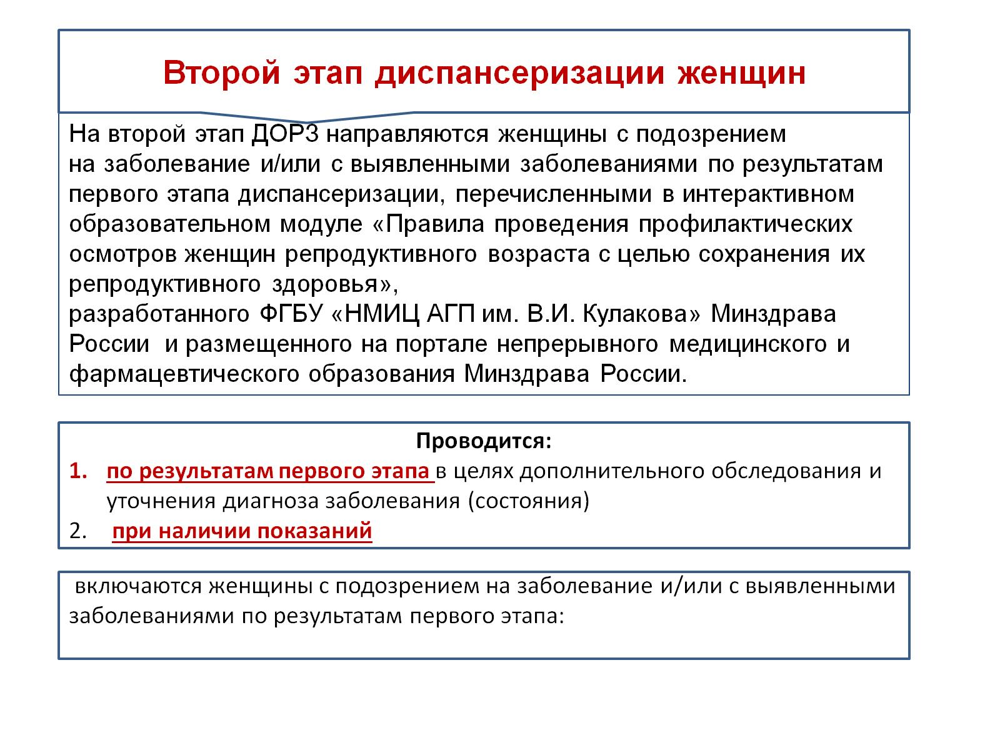 Второй этап диспансеризации женщин
На второй этап ДОРЗ направляются женщины с подозрением
на заболевание и/или с выявленными заболеваниями по результатам
первого этапа диспансеризации, перечисленными в интерактивном
образовательном модуле «Правила проведения профилактических
осмотров женщин репродуктивного возраста с целью сохранения их
репродуктивного здоровья»,
разработанного ФГБУ «НМИЦ АГП им. В.И. Кулакова» Минздрава
России и размещенного на портале непрерывного медицинского и
фармацевтического образования Минздрава России.
Проводится:
1. по результатам первого этапа в целях дополнительного обследования и
уточнения диагноза заболевания (состояния)
2. при наличии показаний
включаются женщины с подозрением на заболевание и/или с выявленными
заболеваниями по результатам первого этапа: